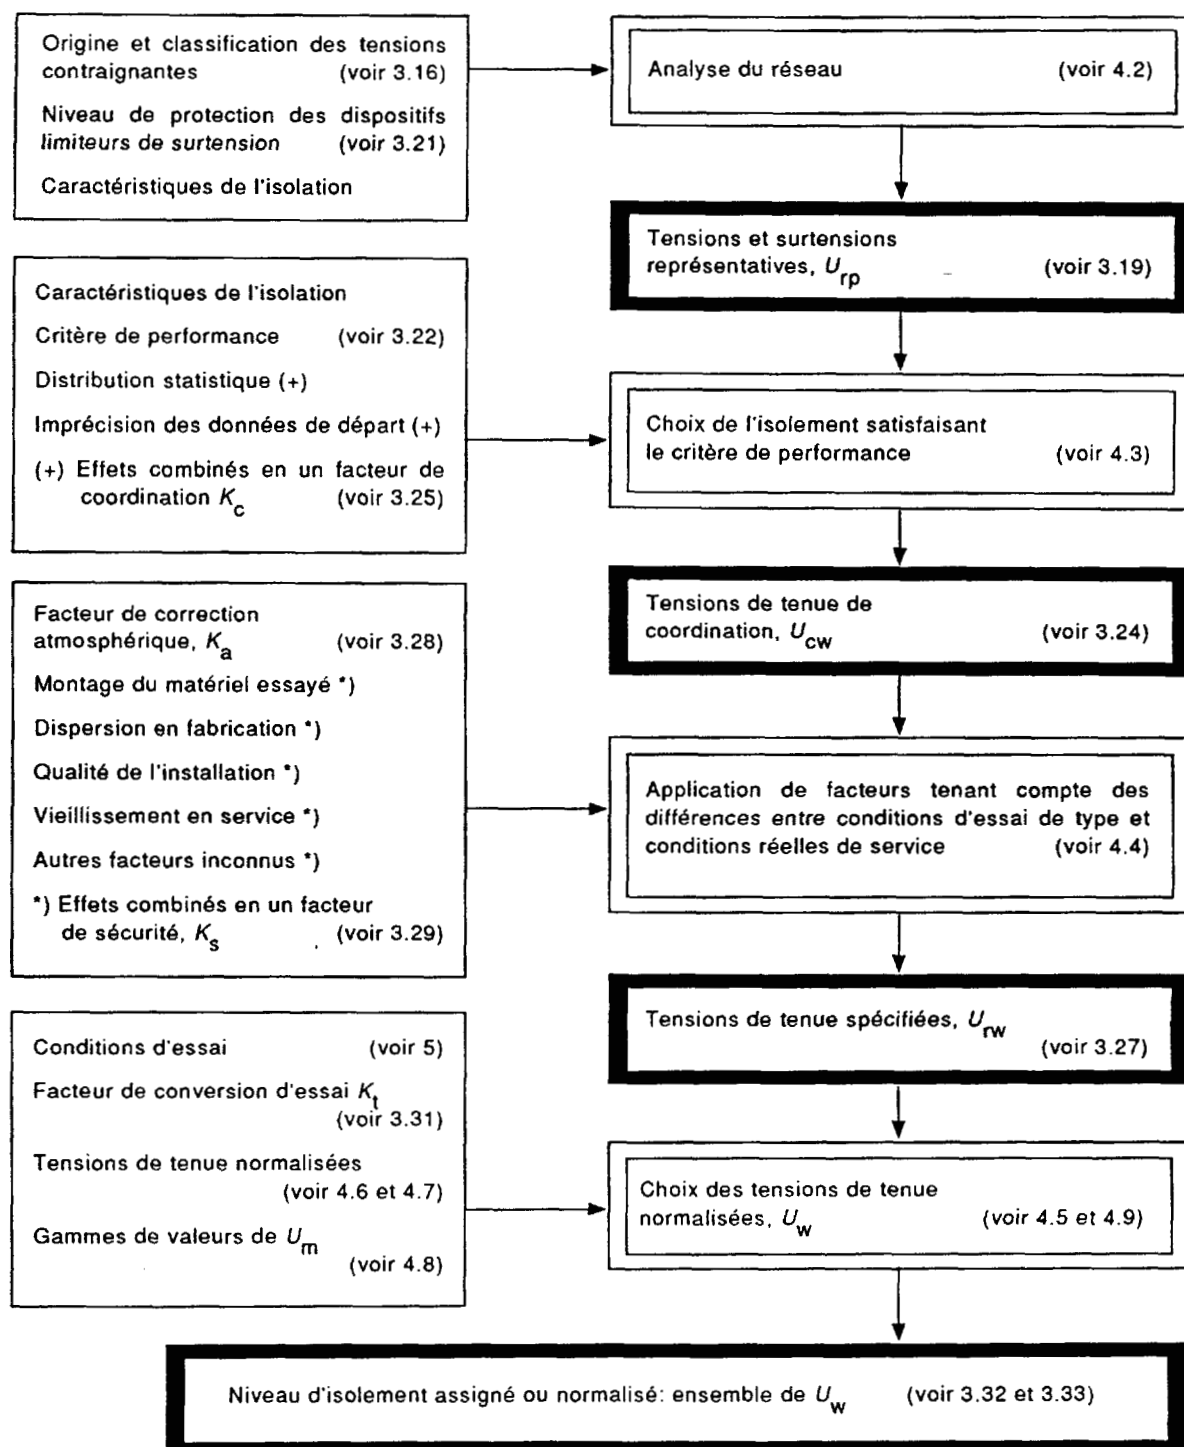 Origine et classification des tensions
contraignantes (voir 3.16)
Niveau de protection des dispositifs
limiteurs de surtension (voir 3.21)
Caractéristiques de l'isolation
Analyse du réseau (voir 4.2)
Tensions et surtensions
représentatives, U_rp (voir 3.19)
Caractéristiques de l'isolation
Critère de performance (voir 3.22)
Distribution statistique (+)
Imprécision des données de départ (+)
(+) Effets combinés en un facteur de
coordination K_c (voir 3.25)
Choix de l'isolement satisfaisant
le critère de performance (voir 4.3)
Tensions de tenue de
coordination, U_cw (voir 3.24)
Facteur de correction
atmosphérique, K_a (voir 3.28)
Montage du matériel essayé *)
Dispersion en fabrication *)
Qualité de l'installation *)
Vieillissement en service *)
Autres facteurs inconnus *)
*) Effets combinés en un facteur
de sécurité, K_s (voir 3.29)
Application de facteurs tenant compte des
différences entre conditions d'essai de type et
conditions réelles de service (voir 4.4)
Tensions de tenue spécifiées, U_rw
(voir 3.27)
Conditions d'essai (voir 5)
Facteur de conversion d'essai K_t
(voir 3.31)
Tensions de tenue normalisées
(voir 4.6 et 4.7)
Gammes de valeurs de U_m
(voir 4.8)
Choix des tensions de tenue
normalisées, U_w (voir 4.5 et 4.9)
Niveau d'isolement assigné ou normalisé: ensemble de U_w (voir 3.32 et 3.33)